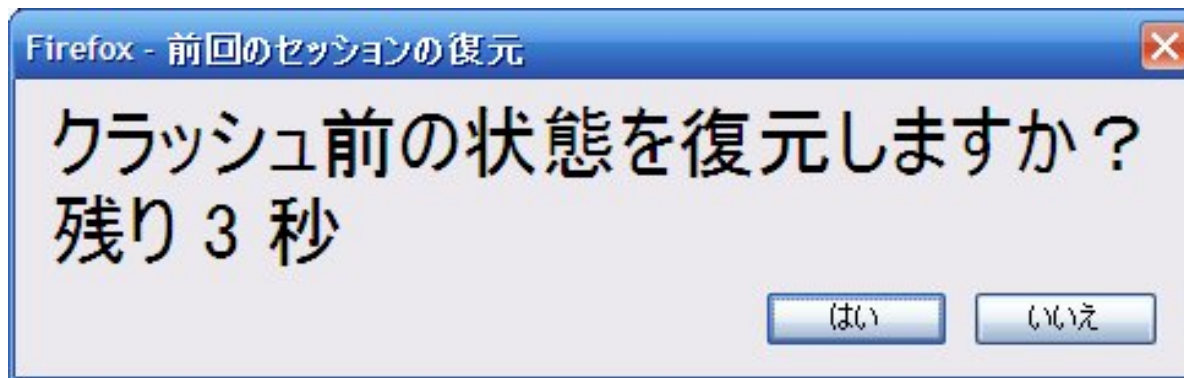 Firefox - 前回のセッションの復元
クラッシュ前の状態を復元しますか？
残り 3 秒
はい いいえ